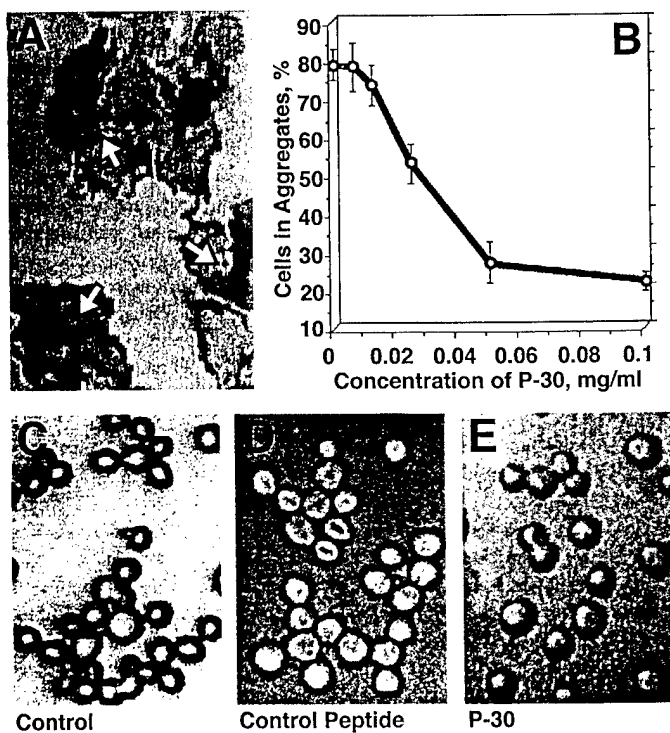 A
B
Cells in Aggregates, %
90
80
70
60
50
40
30
20
10
0 0.02 0.04 0.06 0.08 0.1
Concentration of P-30, mg/ml
C
D
E
Control
Control Peptide
P-30